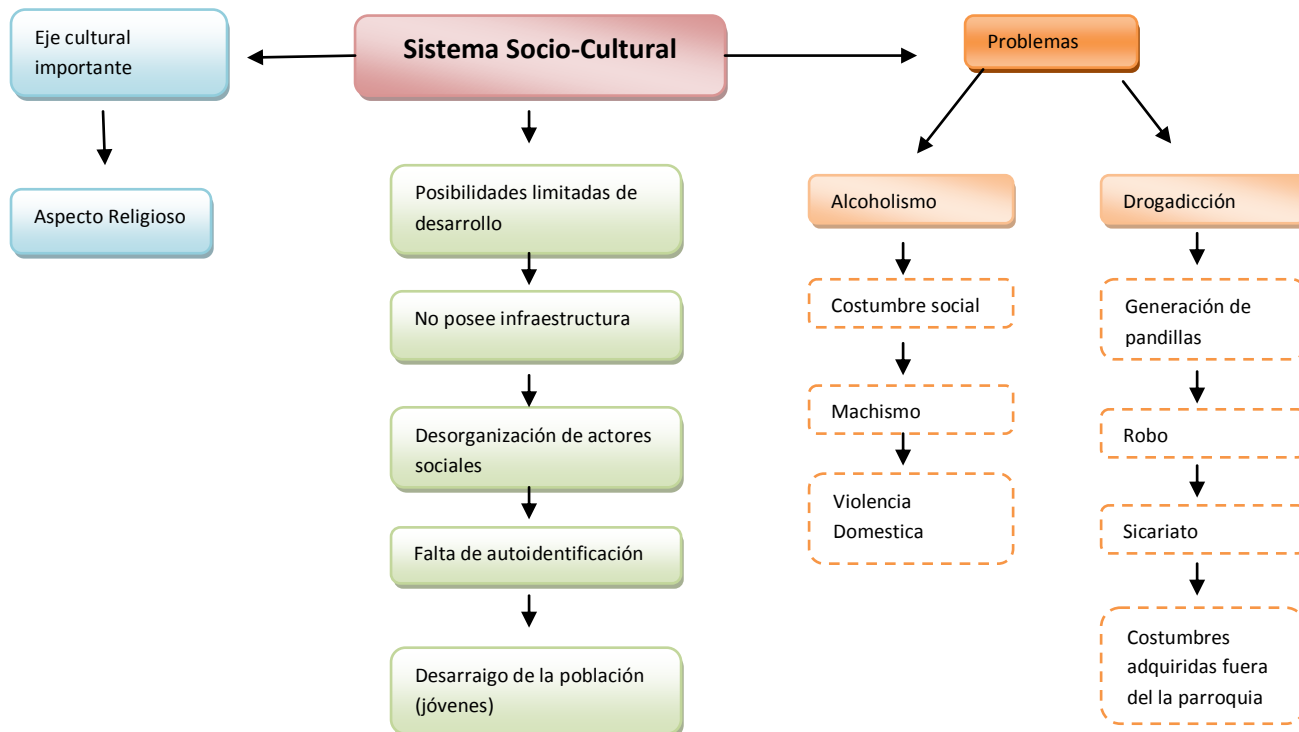 Eje cultural
importante
Sistema Socio-Cultural
Problemas
Aspecto Religioso
Posibilidades limitadas de
desarrollo
No posee infraestructura
Desorganización de actores
sociales
Falta de autoidentificación
Desarraigo de la población
(jóvenes)
Alcoholismo
Costumbre social
Machismo
Violencia
Domestica
Drogadicción
Generación de
pandillas
Robo
Sicariato
Costumbres
adquiridas fuera
del la parroquia